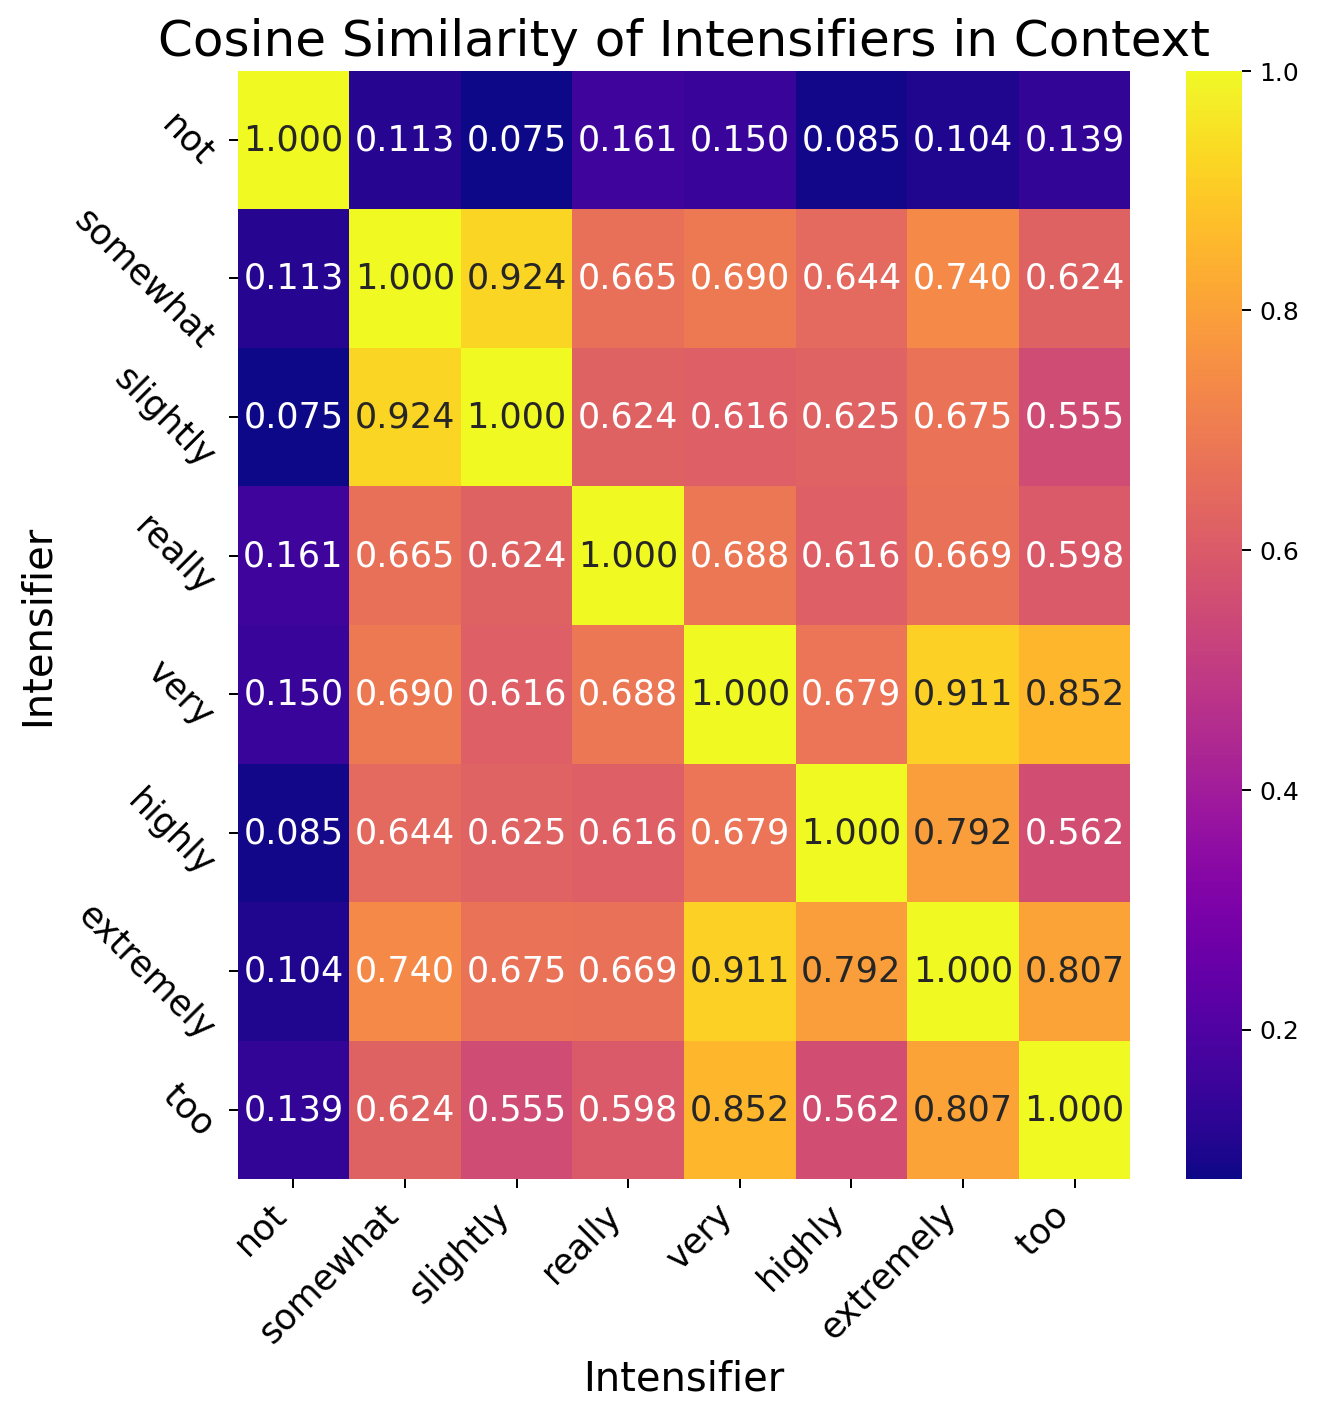 Cosine Similarity of Intensifiers in Context
not 1.000 0.113 0.075 0.161 0.150 0.085 0.104 0.139
somewhat 0.113 1.000 0.924 0.665 0.690 0.644 0.740 0.624
slightly 0.075 0.924 1.000 0.624 0.616 0.625 0.675 0.555
really 0.161 0.665 0.624 1.000 0.688 0.616 0.669 0.598
very 0.150 0.690 0.616 0.688 1.000 0.679 0.911 0.852
highly 0.085 0.644 0.625 0.616 0.679 1.000 0.792 0.562
extremely 0.104 0.740 0.675 0.669 0.911 0.792 1.000 0.807
too 0.139 0.624 0.555 0.598 0.852 0.562 0.807 1.000
not somewhat slightly really very highly extremely too
Intensifier
Intensifier
1.0
0.8
0.6
0.4
0.2